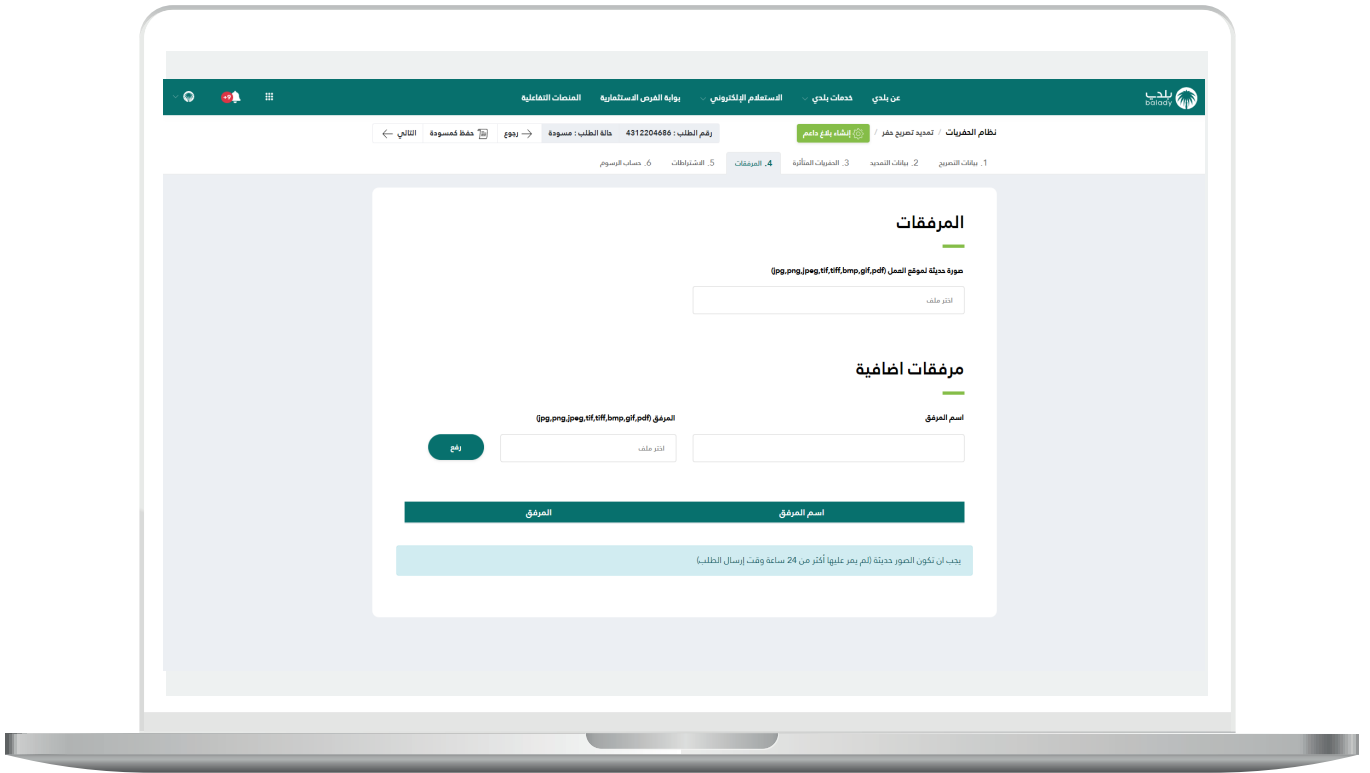 بلدي
balady
عن بلدي
خدمات بلدي
الاستعلام الإلكتروني
بوابة الفرص الاستثمارية
المنصات التفاعلية
+9
نظام الحفريات / تمديد تصريح حفر /
إنشاء بلاغ داعم
رقم الطلب : 4312204686
حالة الطلب : مسودة
رجوع
حفظ كمسودة
التالي
1. بيانات التصريح
2. بيانات التمديد
3. الحفريات المتأثرة
4. المرفقات
5. الاشتراطات
6. حساب الرسوم
المرفقات
صورة حديثة لموقع العمل (jpg,png,jpeg,tif,tiff,bmp,gif,pdf)
اختر ملف
مرفقات اضافية
اسم المرفق
المرفق (jpg,png,jpeg,tif,tiff,bmp,gif,pdf)
اختر ملف
رفع
اسم المرفق
المرفق
يجب ان تكون الصور حديثة (لم يمر عليها أكثر من 24 ساعة وقت إرسال الطلب)